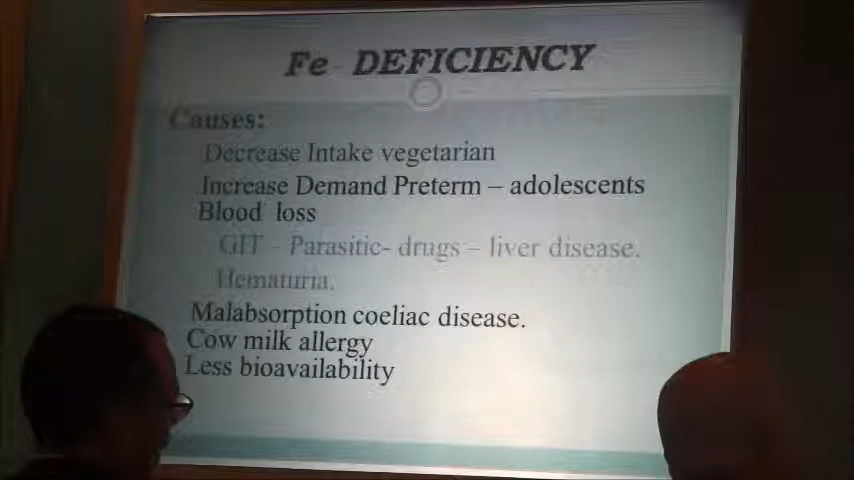 Fe DEFICIENCY
Causes:
Decrease Intake vegetarian
Increase Demand Preterm – adolescents
Blood loss
GIT – Parasitic- drugs – liver disease.
Hematuria.
Malabsorption coeliac disease.
Cow milk allergy
Less bioavailability